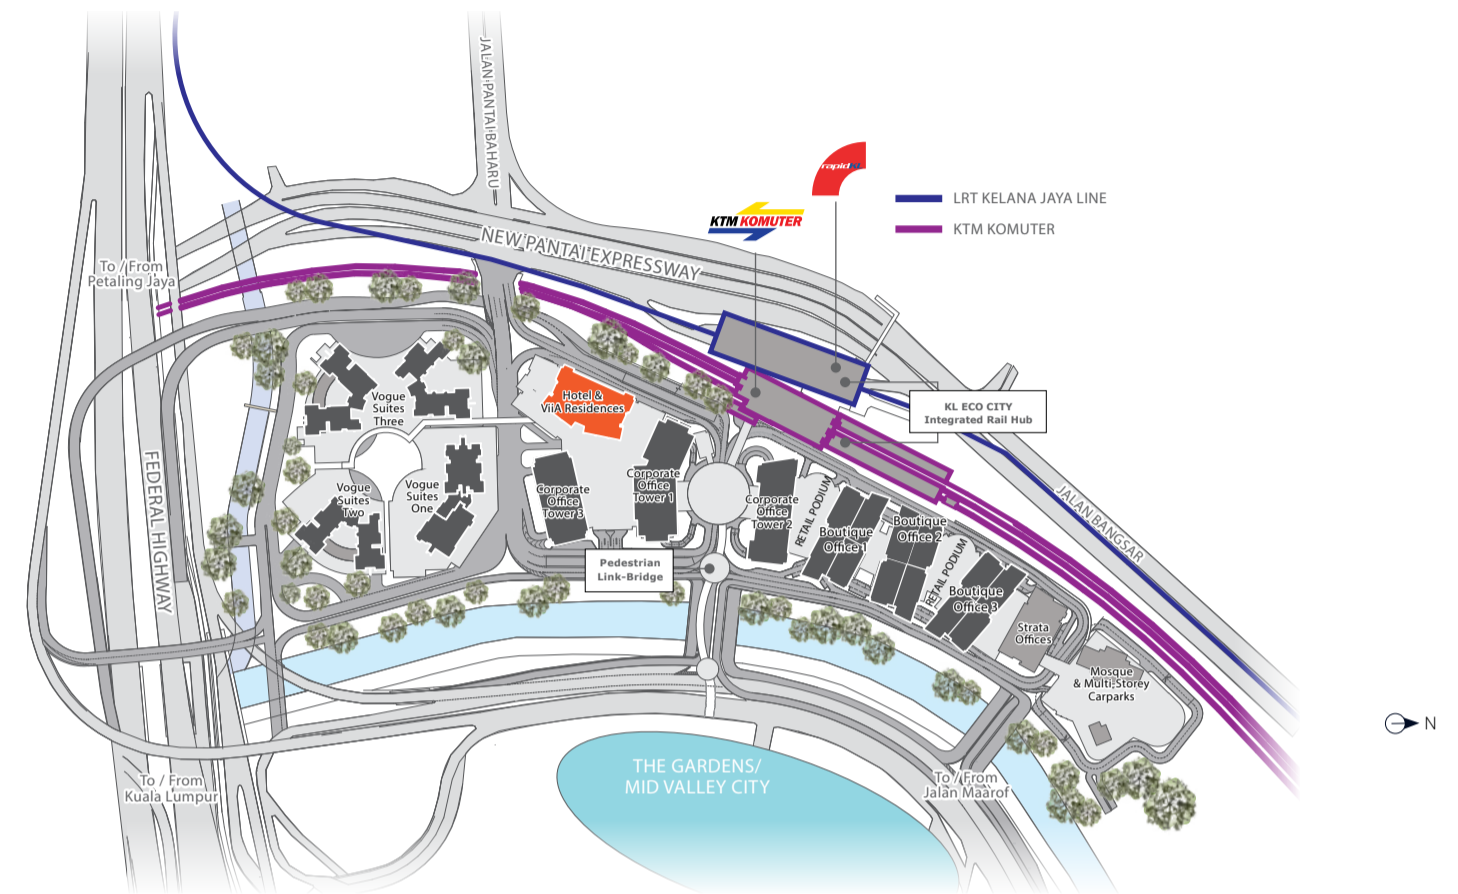 JALAN PANTAI BAHARU
rapidKL
KTM KOMUTER
LRT KELANA JAYA LINE
KTM KOMUTER
NEW PANTAI EXPRESSWAY
To / From
Petaling Jaya
Hotel &
ViiA Residences
KL ECO CITY
Integrated Rail Hub
Vogue
Suites
Three
FEDERAL HIGHWAY
Vogue
Suites
Two
Vogue
Suites
One
Corporate
Office
Tower 3
Corporate
Office
Tower 1
Corporate
Office
Tower 2
RETAIL PODIUM
Boutique
Office 1
Boutique
Office 2
RETAIL PODIUM
Boutique
Office 3
JALAN BANGSAR
Pedestrian
Link-Bridge
Strata
Offices
Mosque
& Multi-Storey
Carparks
N
To / From
Kuala Lumpur
THE GARDENS/
MID VALLEY CITY
To / From
Jalan Maarof